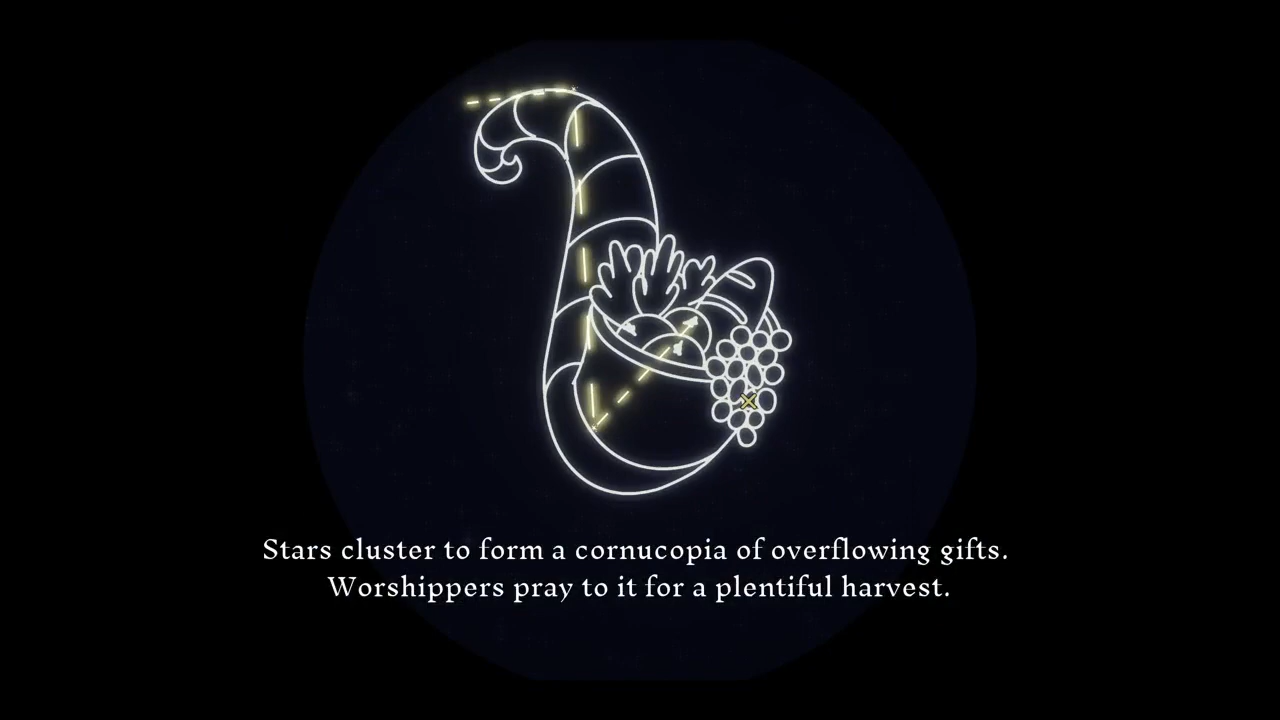 Stars cluster to form a cornucopia of overflowing gifts.
Worshippers pray to it for a plentiful harvest.